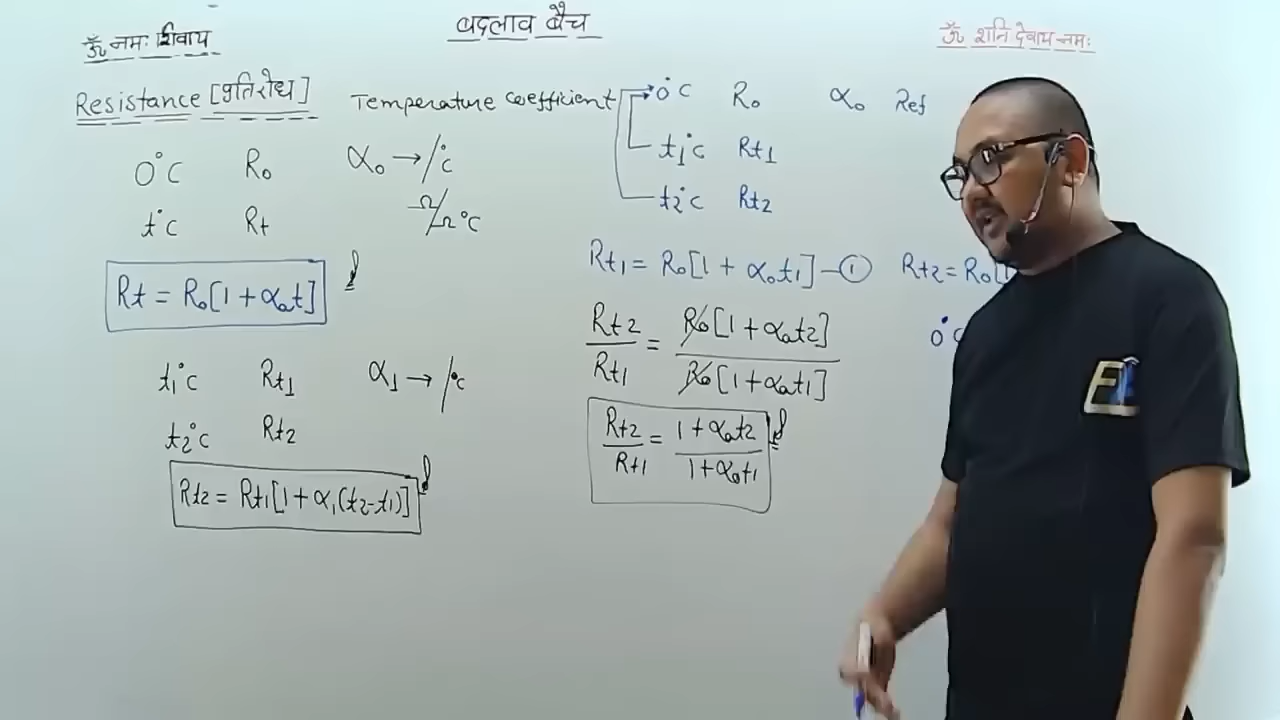 ॐ नमः शिवाय
बदलाव बैच
ॐ शनि देवाय नमः
Resistance [प्रतिरोध]
Temperature coefficient
0°C R₀ α₀ → /°C
t°C Rt Ω/Ω°C
Rt = R₀[1 + α₀t]
t₁°C Rt₁ α₁ → /°C
t₂°C Rt₂
Rt₂ = Rt₁[1 + α₁(t₂-t₁)]
0°C R₀ α₀ Ref
t₁°C Rt₁
t₂°C Rt₂
Rt₁ = R₀[1 + α₀t₁] — ① Rt₂ = R₀[1
Rt₂/Rt₁ = R₀[1 + α₀t₂]/R₀[1 + α₀t₁]
0°C
Rt₂/Rt₁ = 1 + α₀t₂/1 + α₀t₁